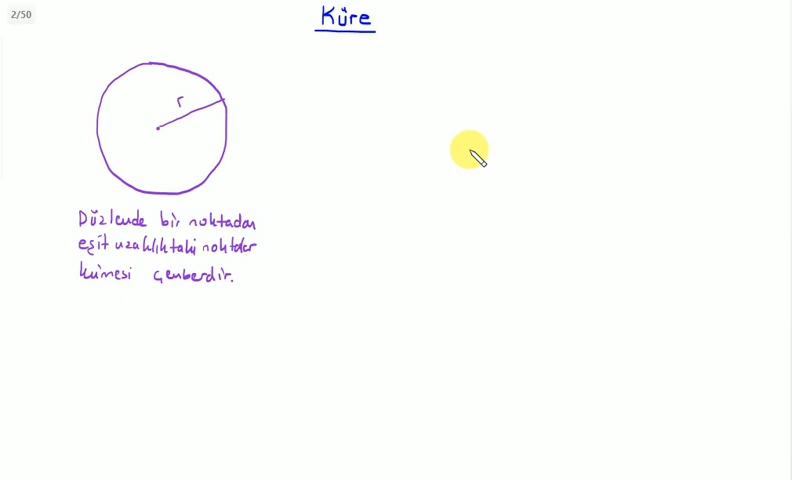 2/50
Küre
r
Düzlemde bir noktadan
eşit uzaklıktaki noktalar
kümesi çemberdir.